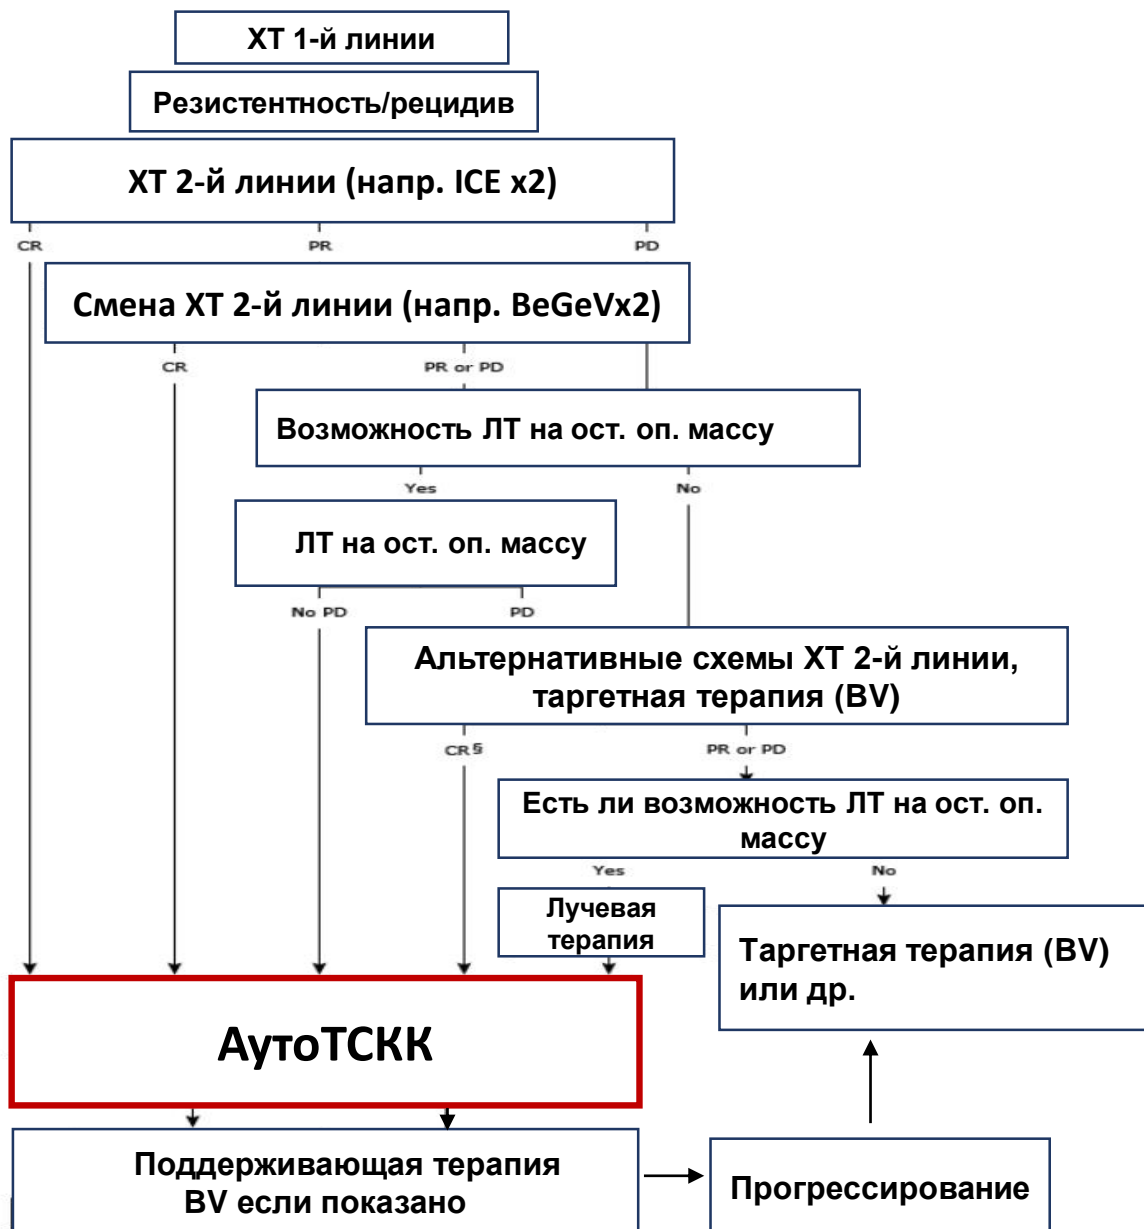 ХТ 1-й линии
Резистентность/рецидив
ХТ 2-й линии (напр. ICE x2)
CR
PR
PD
Смена ХТ 2-й линии (напр. BeGeVx2)
CR
PR or PD
Возможность ЛТ на ост. оп. массу
Yes
No
ЛТ на ост. оп. массу
No PD
PD
Альтернативные схемы ХТ 2-й линии,
таргетная терапия (BV)
CR§
PR or PD
Есть ли возможность ЛТ на ост. оп.
массу
Yes
No
Лучевая
терапия
Таргетная терапия (BV)
или др.
АутоТСКК
Поддерживающая терапия
BV если показано
Прогрессирование